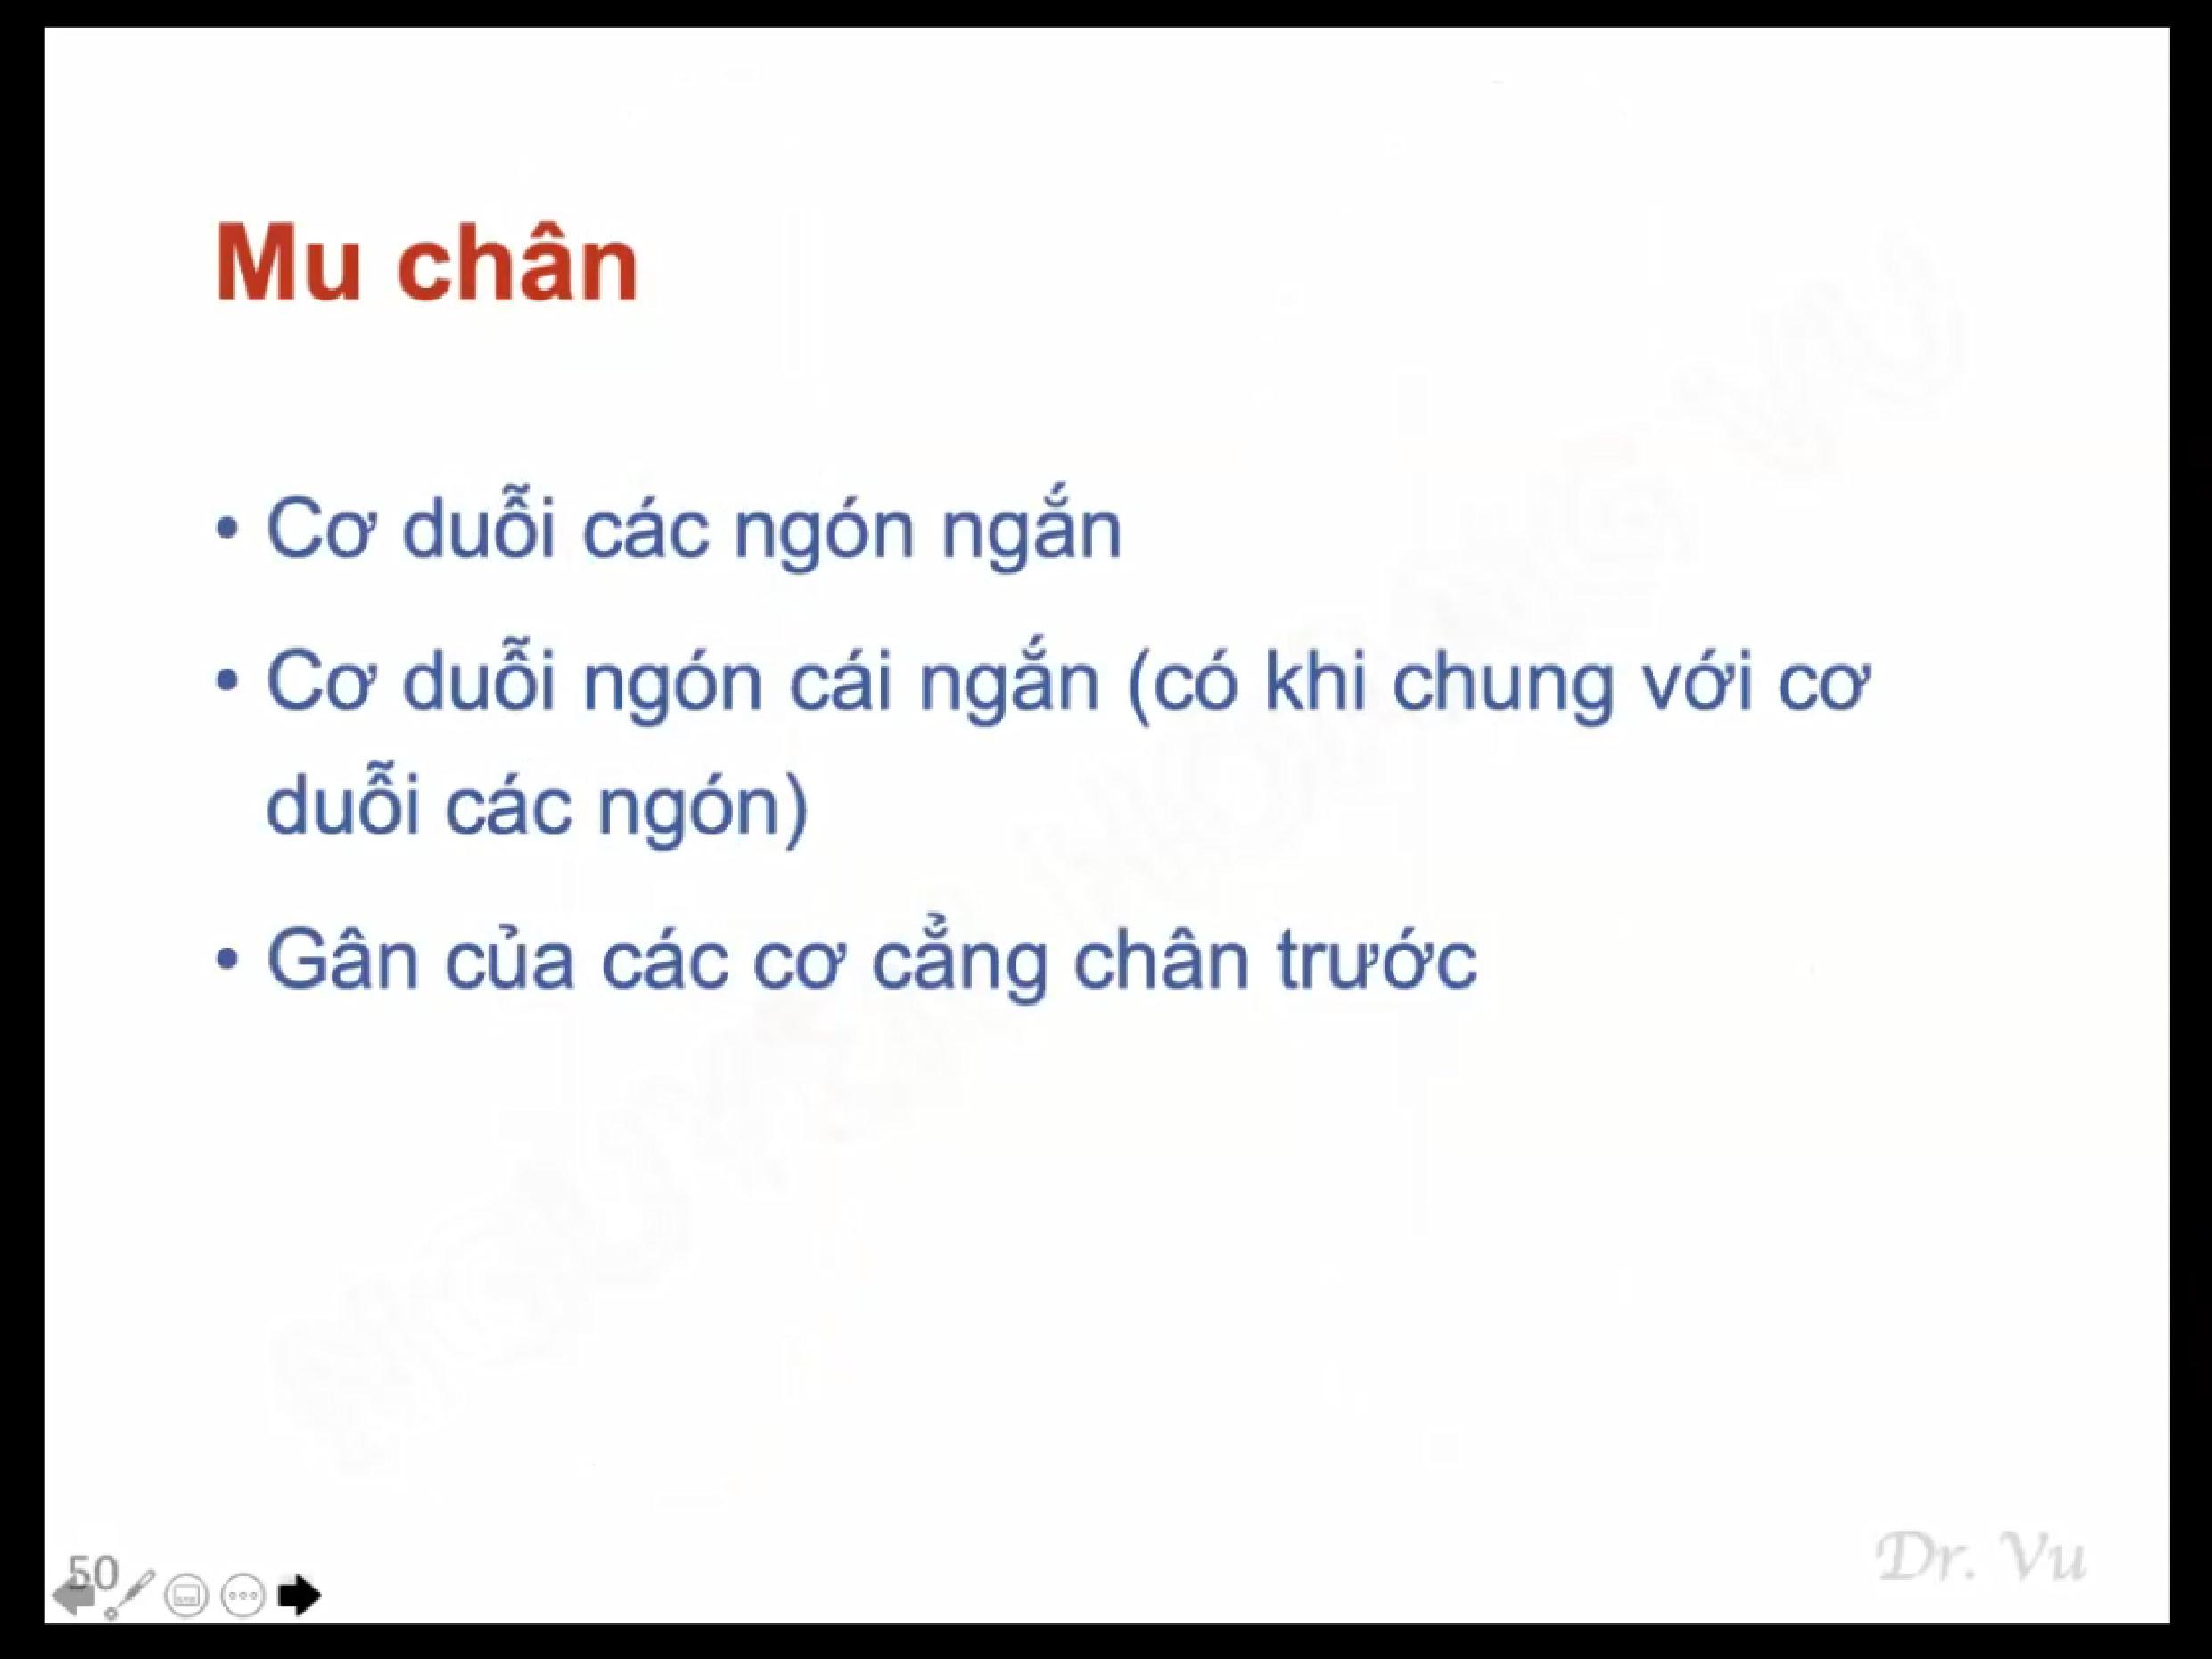 Mu chân
• Cơ duỗi các ngón ngắn
• Cơ duỗi ngón cái ngắn (có khi chung với cơ
duỗi các ngón)
• Gân của các cơ cẳng chân trước
50
Dr. Vu